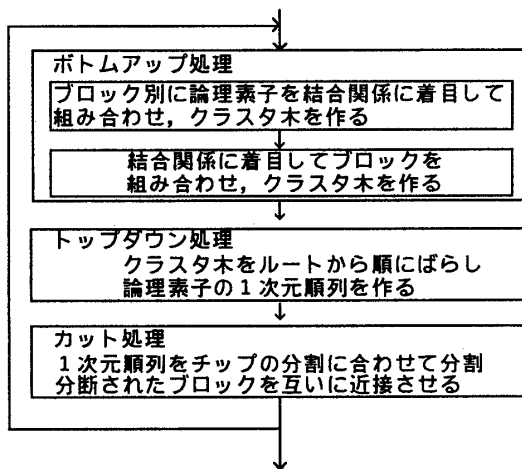 ボトムアップ処理
ブロック別に論理素子を結合関係に着目して
組み合わせ，クラスタ木を作る
結合関係に着目してブロックを
組み合わせ，クラスタ木を作る
トップダウン処理
クラスタ木をルートから順にばらし
論理素子の１次元順列を作る
カット処理
１次元順列をチップの分割に合わせて分割
分断されたブロックを互いに近接させる